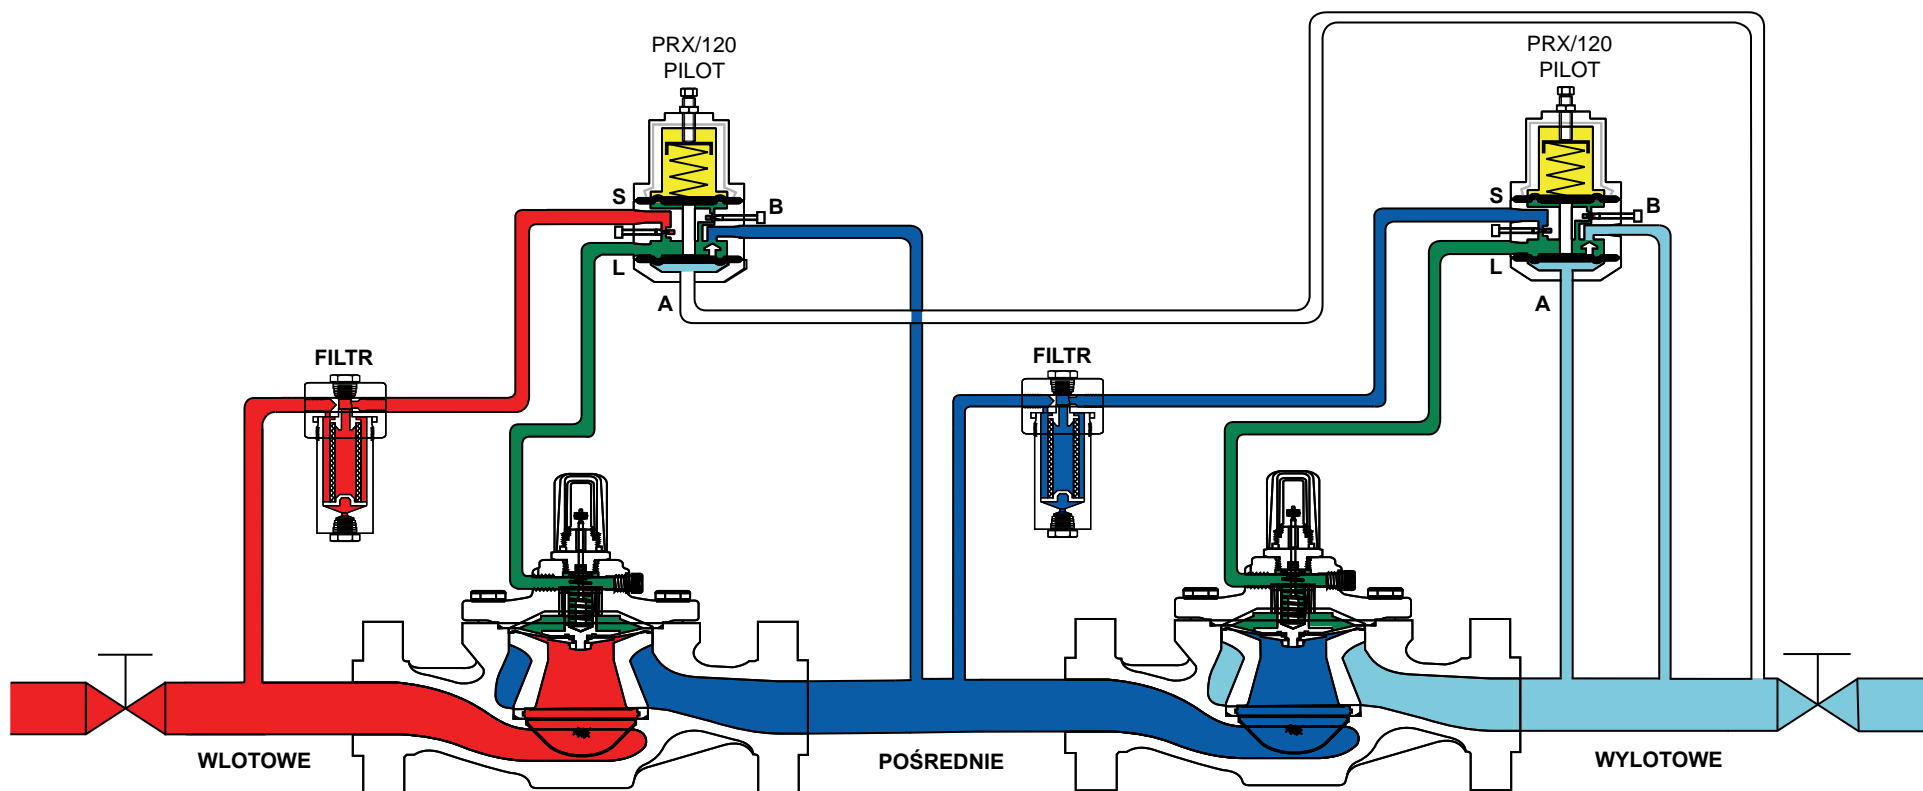 PRX/120
PILOT
PRX/120
PILOT
S
B
L
A
S
B
L
A
FILTR
FILTR
WLOTOWE
POŚREDNIE
WYLOTOWE